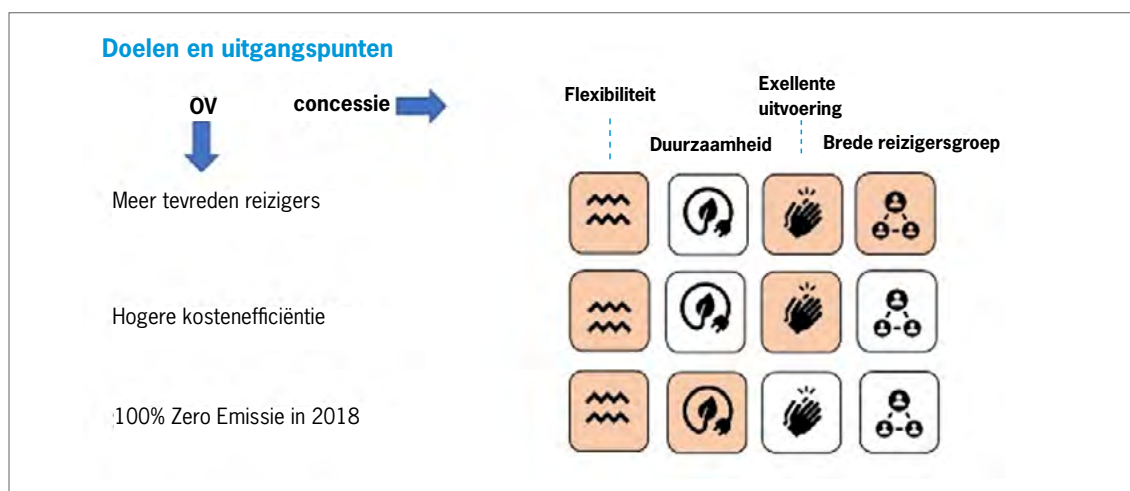 Doelen en uitgangspunten
OV
concessie
Flexibiliteit
Exellente
uitvoering
Duurzaamheid
Brede reizigersgroep
Meer tevreden reizigers
Hogere kostenefficiëntie
100% Zero Emissie in 2018